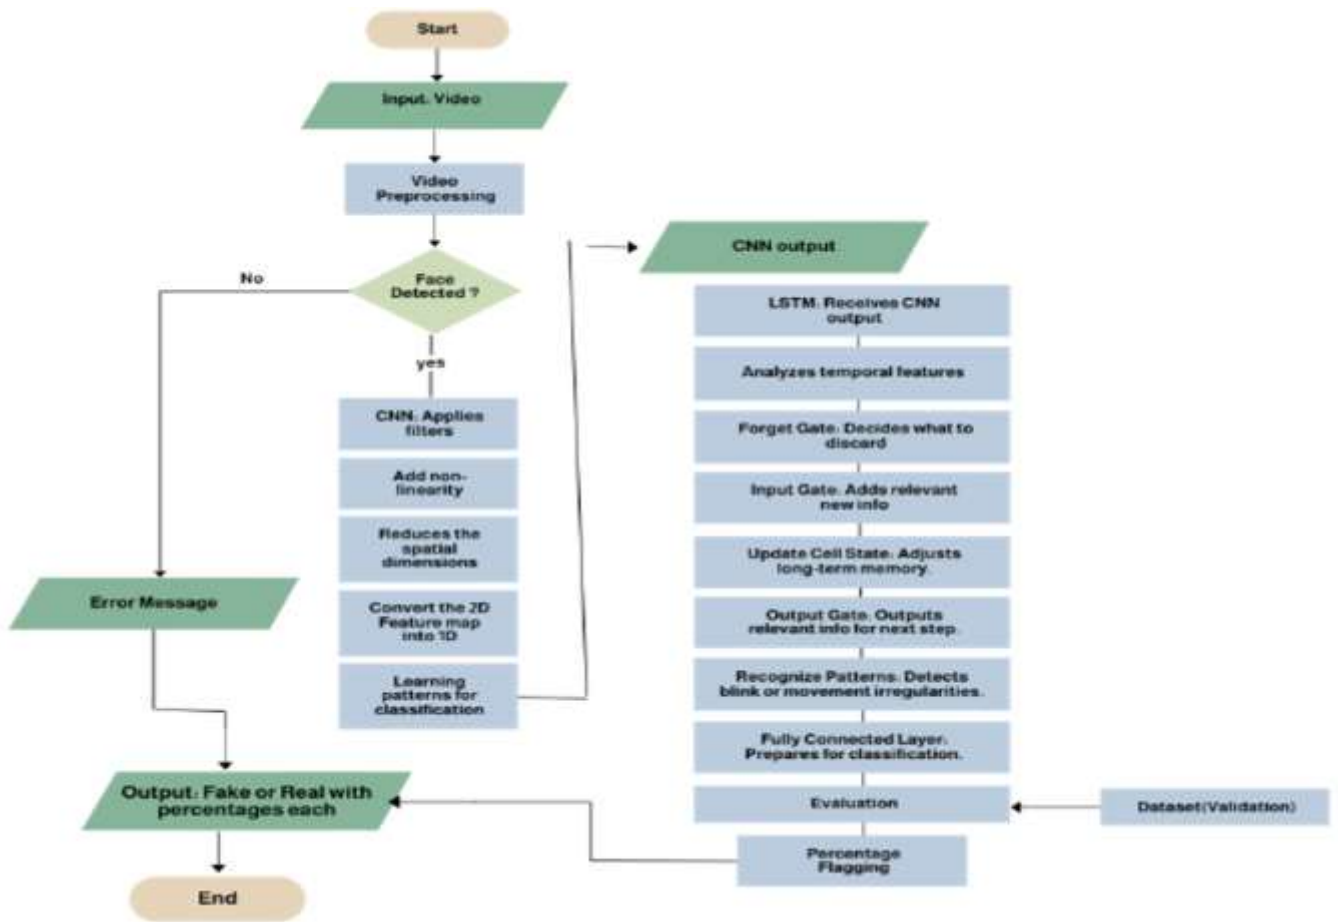 Start
Input: Video
Video
Preprocessing
Face
Detected ?
No
yes
CNN: Applies
filters
Add non-
linearity
Reduces the
spatial
dimensions
Convert the 2D
Feature map
into 1D
Learning
patterns for
classification
Error Message
Output: Fake or Real with
percentages each
End
CNN output
LSTM: Receives CNN
output
Analyzes temporal features
Forget Gate: Decides what to
discard
Input Gate: Adds relevant
new info
Update Cell State: Adjusts
long-term memory.
Output Gate: Outputs
relevant info for next step.
Recognize Patterns: Detects
blink or movement irregularities.
Fully Connected Layer:
Prepares for classification.
Evaluation
Dataset(Validation)
Percentage
Flagging